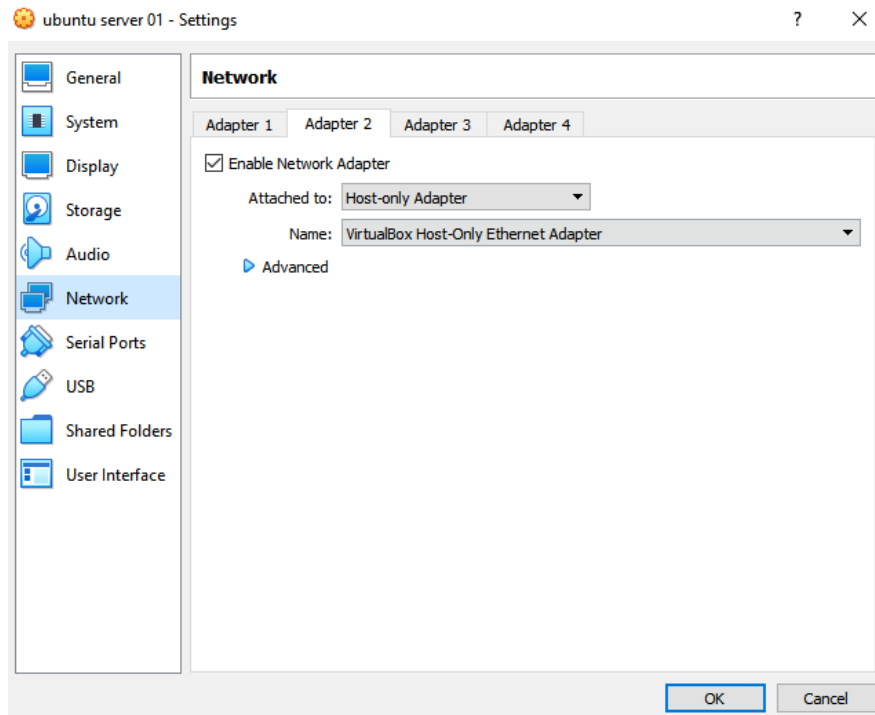 ubuntu server 01 - Settings
?
General
System
Display
Storage
Audio
Network
Serial Ports
USB
Shared Folders
User Interface
Network
Adapter 1 Adapter 2 Adapter 3 Adapter 4
Enable Network Adapter
Attached to: Host-only Adapter
Name: VirtualBox Host-Only Ethernet Adapter
Advanced
OK Cancel